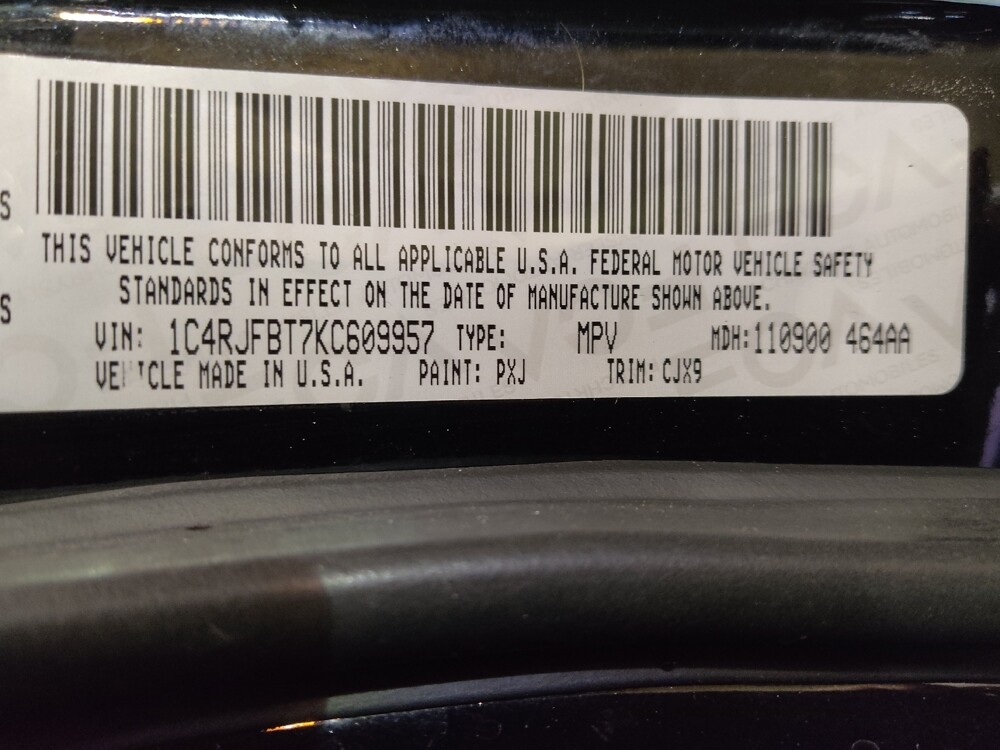 S
THIS VEHICLE CONFORMS TO ALL APPLICABLE U.S.A. FEDERAL MOTOR VEHICLE SAFETY
S
STANDARDS IN EFFECT ON THE DATE OF MANUFACTURE SHOWN ABOVE.
VIN: 1C4RJFBT7KC609957 TYPE: MPV MDH:110900 464AA
VEHICLE MADE IN U.S.A. PAINT: PXJ TRIM: CJX9